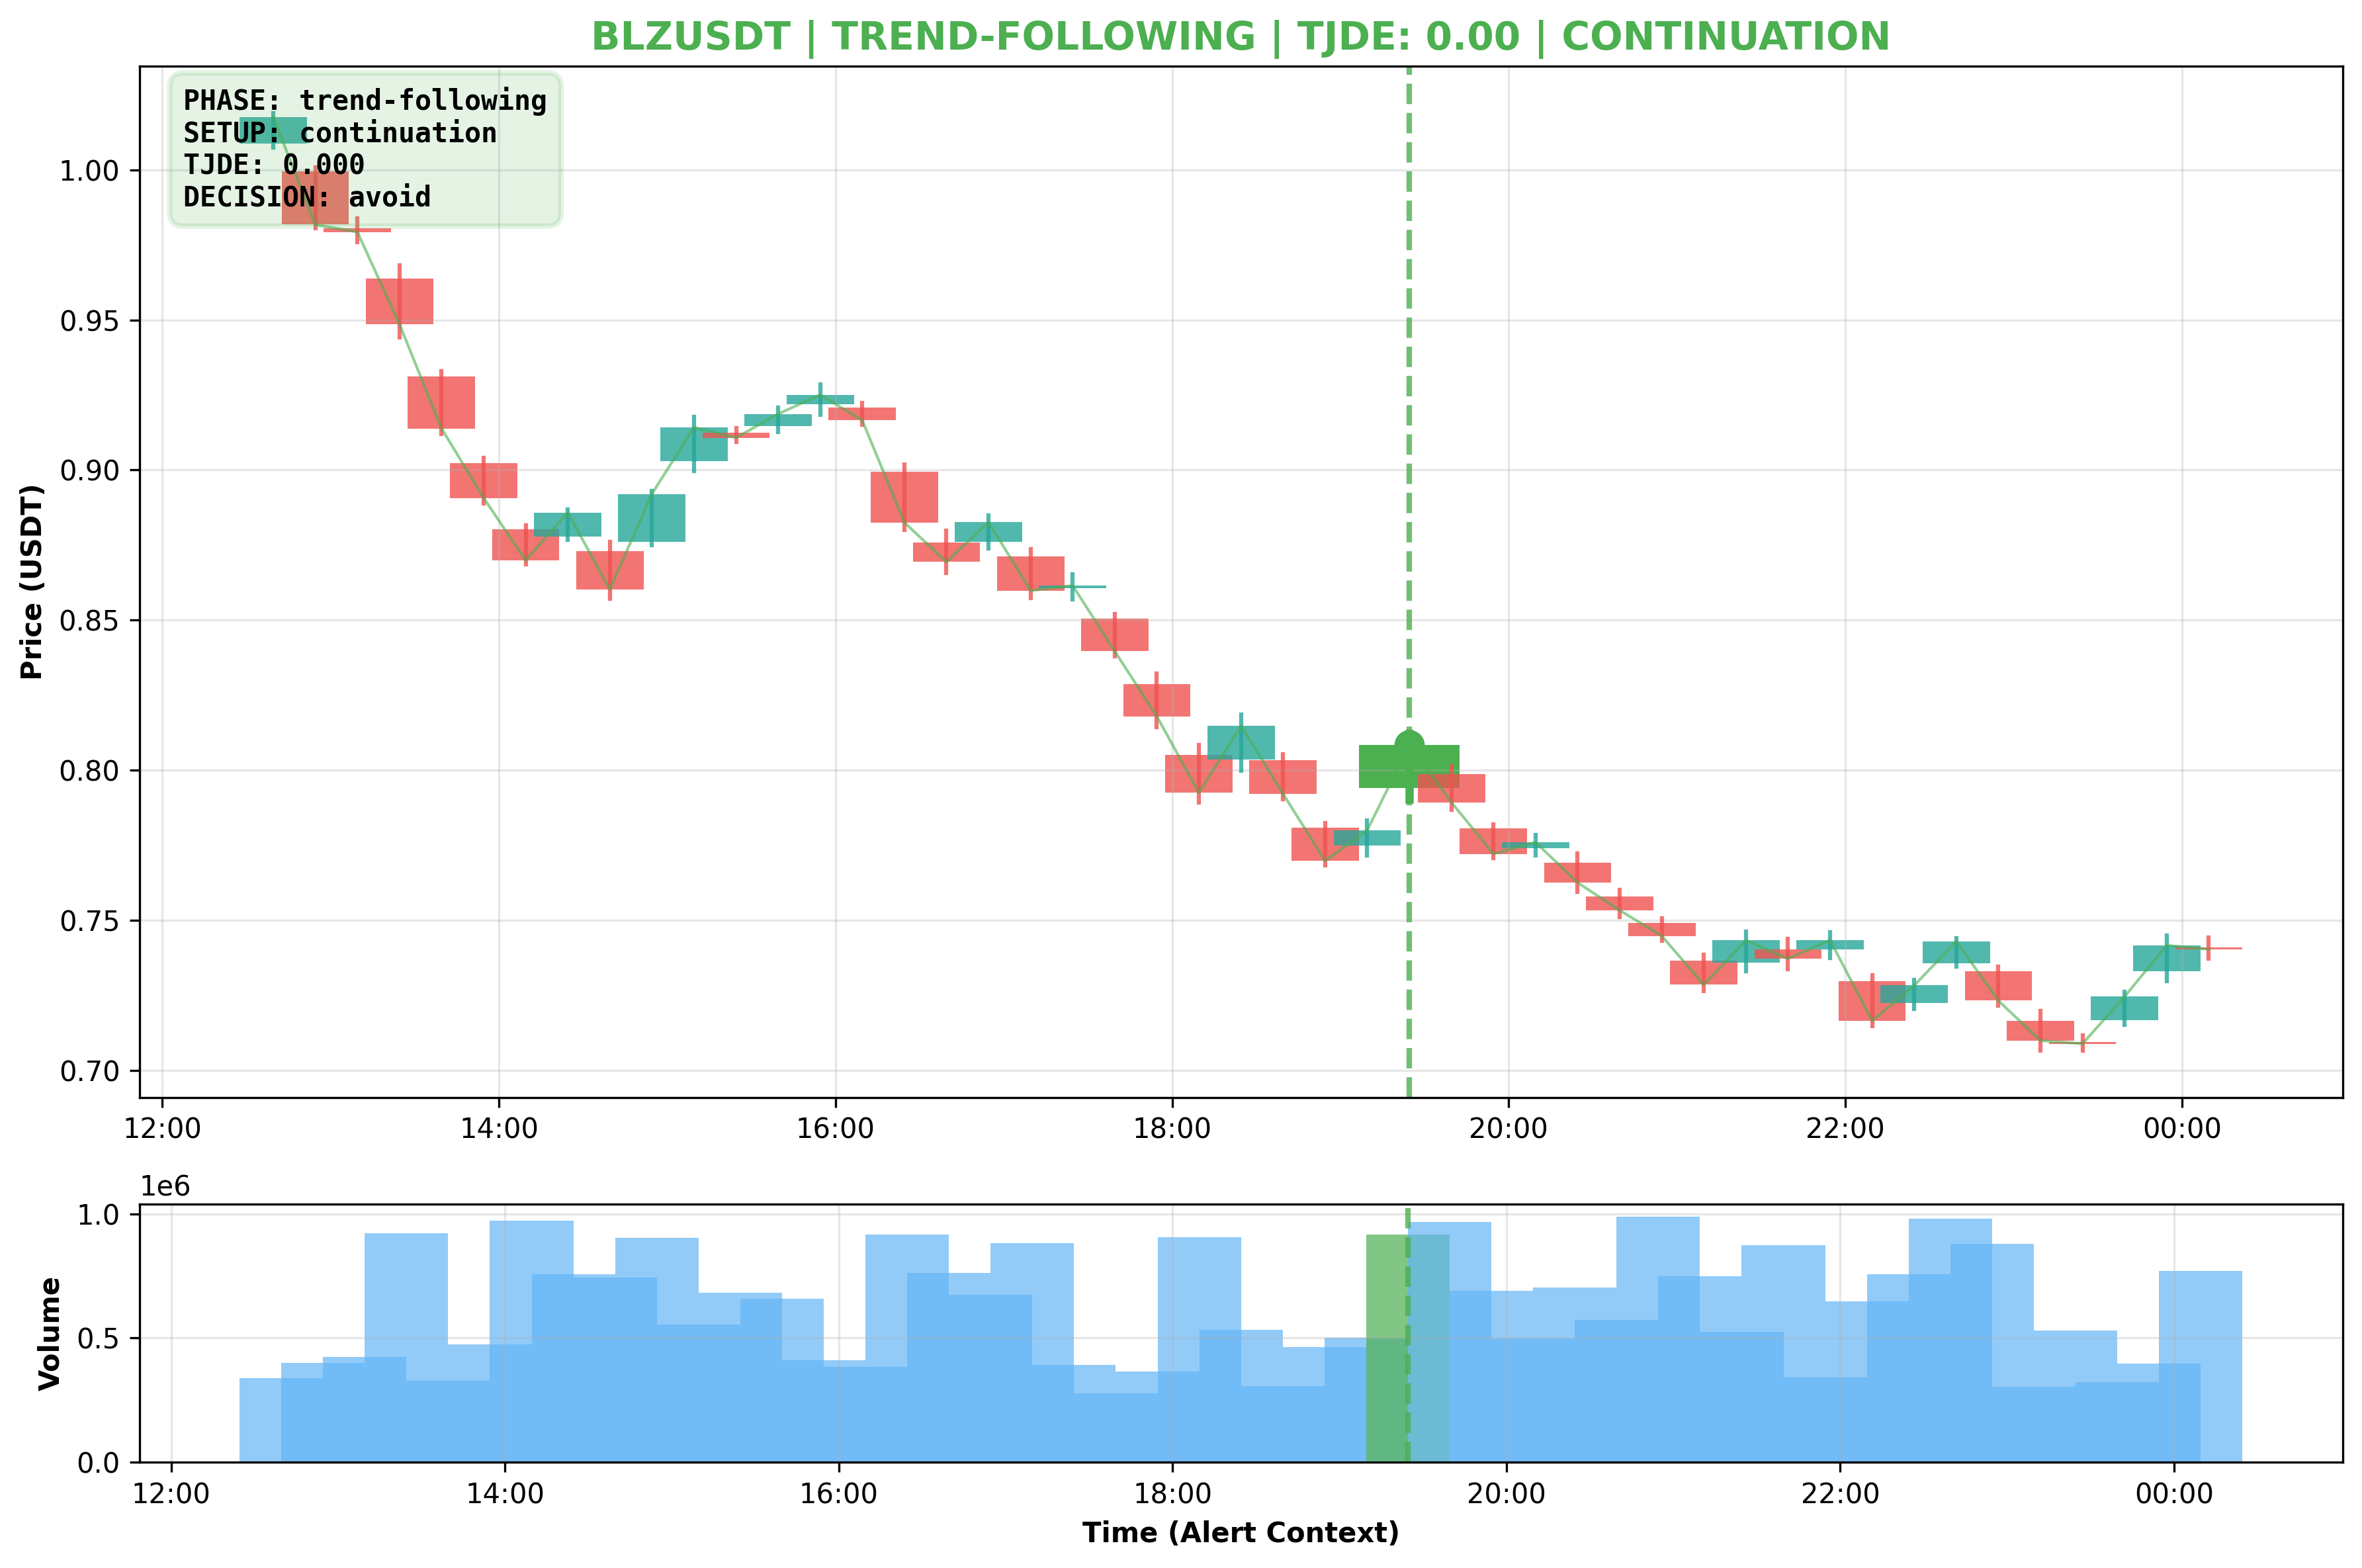 BLZUSDT | TREND-FOLLOWING | TJDE: 0.00 | CONTINUATION
PHASE: trend-following
SETUP: continuation
TJDE: 0.000
DECISION: avoid
Price (USDT)
1.00
0.95
0.90
0.85
0.80
0.75
0.70
12:00 14:00 16:00 18:00 20:00 22:00 00:00
1e6
Volume
1.0
0.5
0.0
12:00 14:00 16:00 18:00 20:00 22:00 00:00
Time (Alert Context)